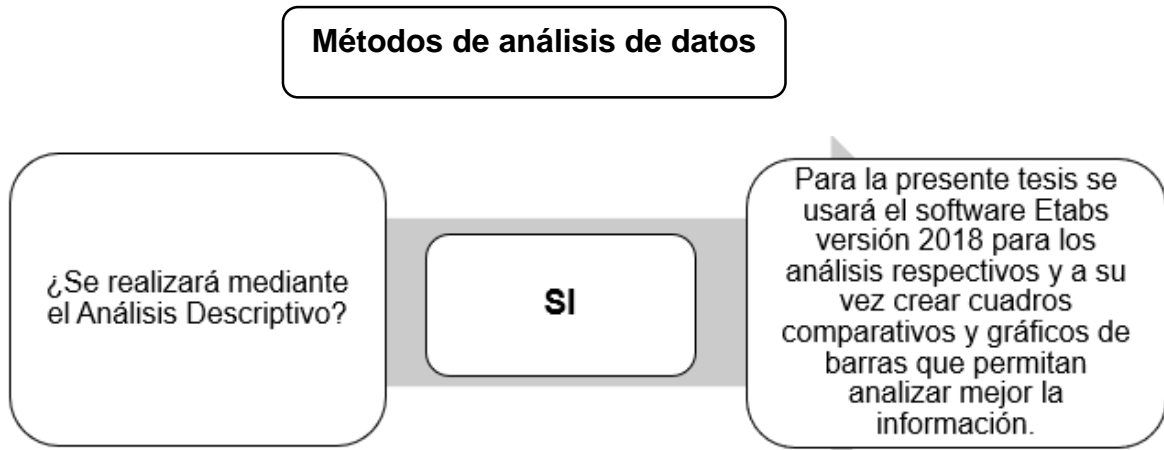 Métodos de análisis de datos
¿Se realizará mediante
el Análisis Descriptivo?
SI
Para la presente tesis se
usará el software Etabs
versión 2018 para los
análisis respectivos y a su
vez crear cuadros
comparativos y gráficos de
barras que permitan
analizar mejor la
información.